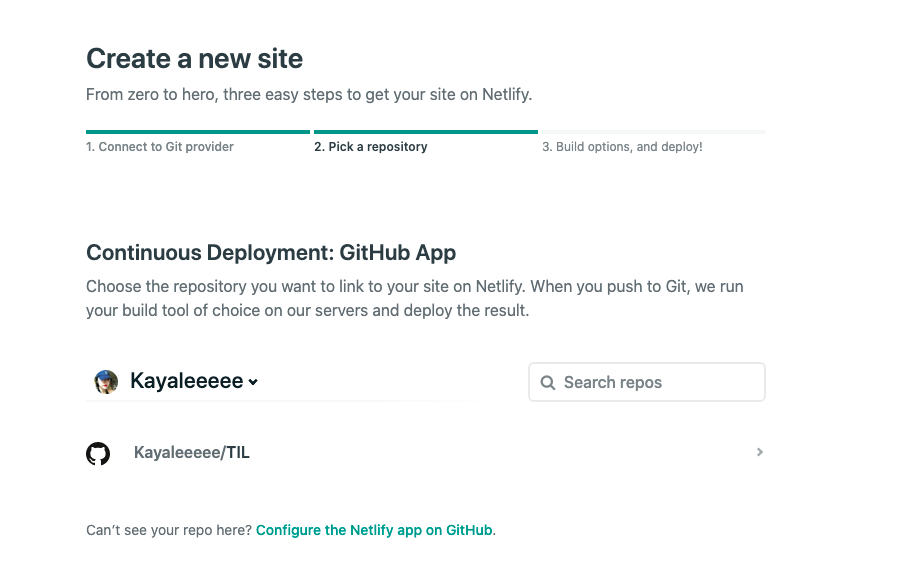 Create a new site
From zero to hero, three easy steps to get your site on Netlify.
1. Connect to Git provider
2. Pick a repository
3. Build options, and deploy!
Continuous Deployment: GitHub App
Choose the repository you want to link to your site on Netlify. When you push to Git, we run
your build tool of choice on our servers and deploy the result.
Kayaleeeee
Search repos
Kayaleeeee/TIL
Can’t see your repo here? Configure the Netlify app on GitHub.